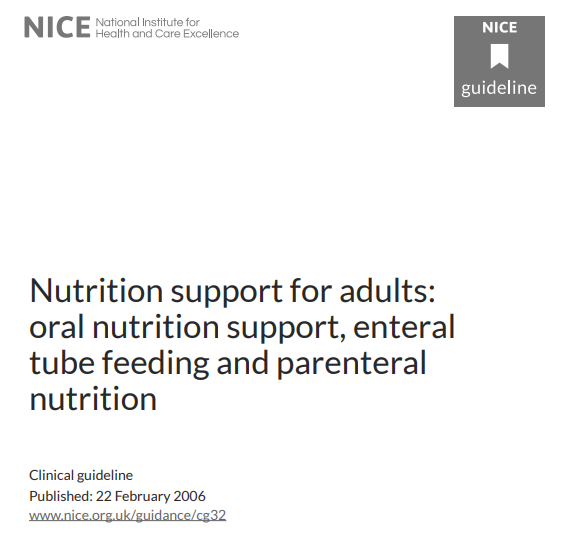 NICE National Institute for
Health and Care Excellence
NICE
guideline
Nutrition support for adults:
oral nutrition support, enteral
tube feeding and parenteral
nutrition
Clinical guideline
Published: 22 February 2006
www.nice.org.uk/guidance/cg32